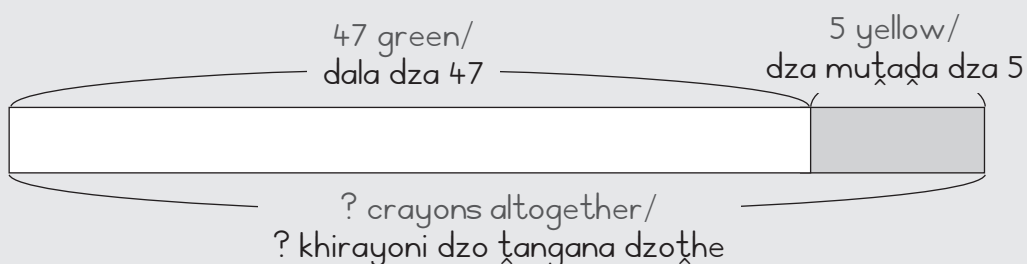 47 green/
dala dza 47
5 yellow/
dza muṱaḓa dza 5
? crayons altogether/
? khirayoni dzo ṱangana dzoṱhe